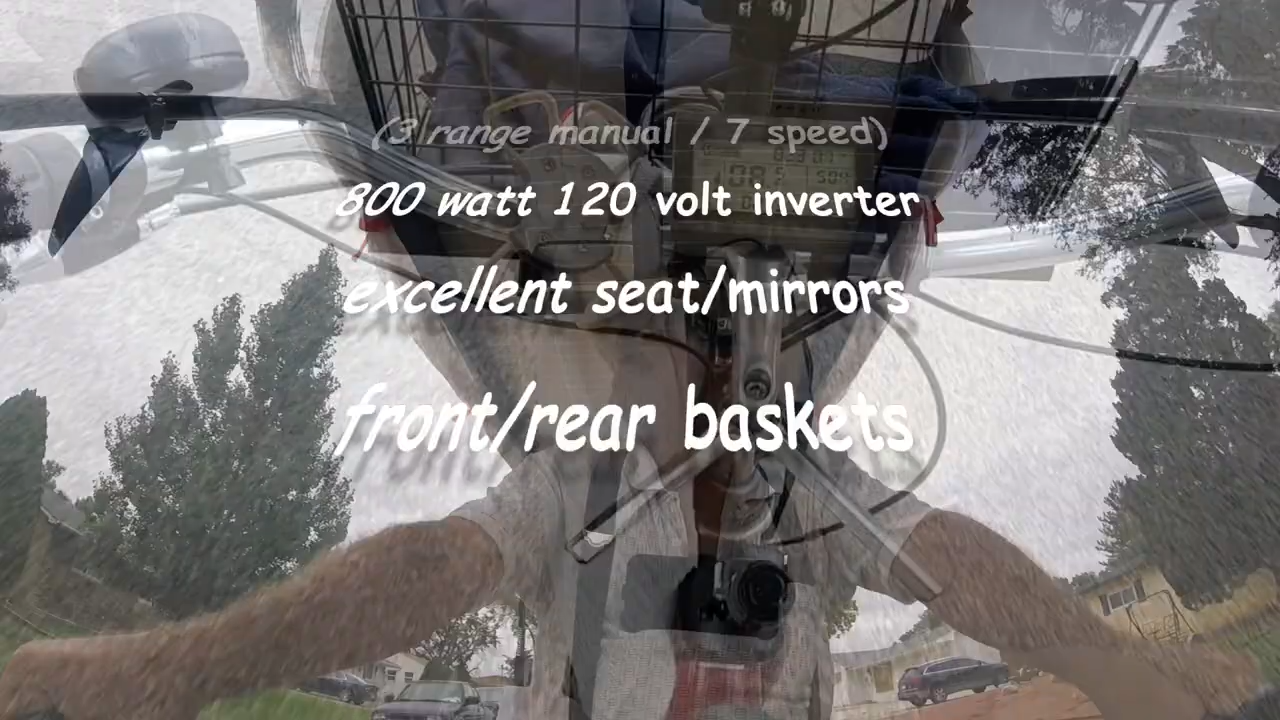 (3 range manual / 7 speed)
800 watt 120 volt inverter
excellent seat/mirrors
front/rear baskets